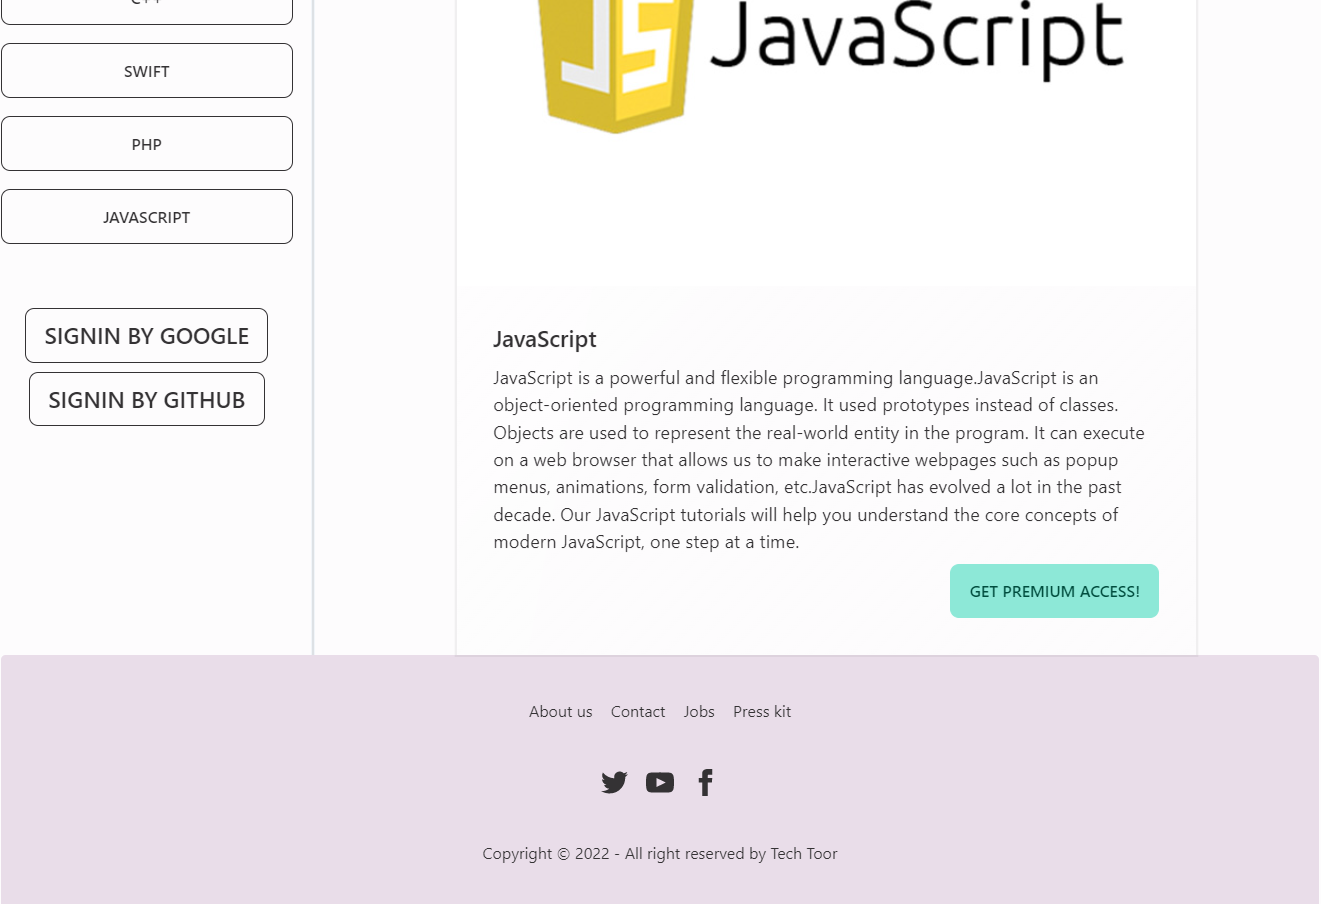 C++
SWIFT
PHP
JAVASCRIPT
SIGNIN BY GOOGLE
SIGNIN BY GITHUB
JS JavaScript
JavaScript
JavaScript is a powerful and flexible programming language.JavaScript is an
object-oriented programming language. It used prototypes instead of classes.
Objects are used to represent the real-world entity in the program. It can execute
on a web browser that allows us to make interactive webpages such as popup
menus, animations, form validation, etc.JavaScript has evolved a lot in the past
decade. Our JavaScript tutorials will help you understand the core concepts of
modern JavaScript, one step at a time.
GET PREMIUM ACCESS!
About us Contact Jobs Press kit
Copyright © 2022 - All right reserved by Tech Toor